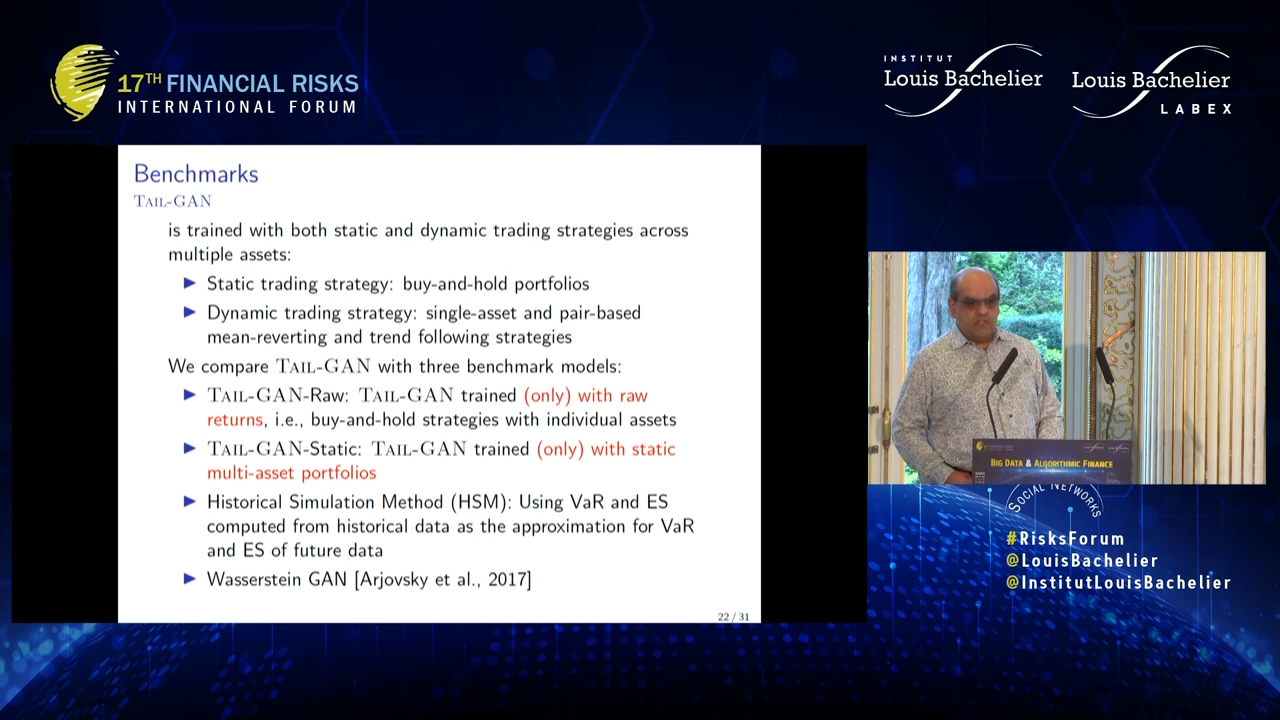 17TH FINANCIAL RISKS
INTERNATIONAL FORUM
INSTITUT
Louis Bachelier
Louis Bachelier
LABEX
Benchmarks
TAIL-GAN
is trained with both static and dynamic trading strategies across
multiple assets:
▶ Static trading strategy: buy-and-hold portfolios
▶ Dynamic trading strategy: single-asset and pair-based
mean-reverting and trend following strategies
We compare TAIL-GAN with three benchmark models:
▶ TAIL-GAN-Raw: TAIL-GAN trained (only) with raw
returns, i.e., buy-and-hold strategies with individual assets
▶ TAIL-GAN-Static: TAIL-GAN trained (only) with static
multi-asset portfolios
▶ Historical Simulation Method (HSM): Using VaR and ES
computed from historical data as the approximation for VaR
and ES of future data
▶ Wasserstein GAN [Arjovsky et al., 2017]
22 / 31
BIG DATA & ALGORITHMIC FINANCE
SOCIAL NETWORKS
#RisksForum
@LouisBachelier
@InstitutLouisBachelier